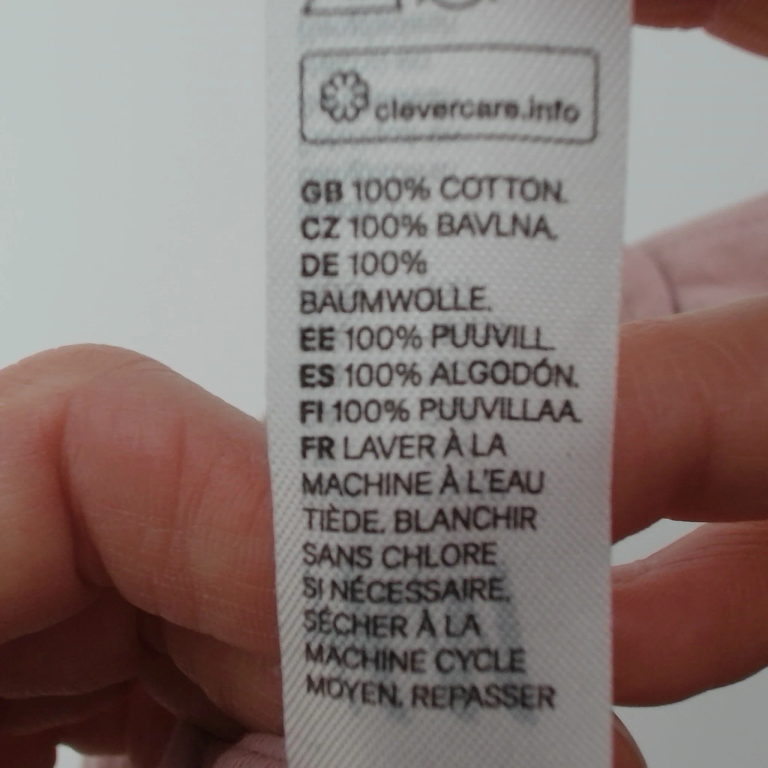 clevercare.info
GB 100% COTTON.
CZ 100% BAVLNA.
DE 100%
BAUMWOLLE.
EE 100% PUUVILL.
ES 100% ALGODÓN.
FI 100% PUUVILLAA.
FR LAVER À LA
MACHINE À L'EAU
TIÈDE. BLANCHIR
SANS CHLORE
SI NÉCESSAIRE.
SÉCHER À LA
MACHINE CYCLE
MOYEN. REPASSER